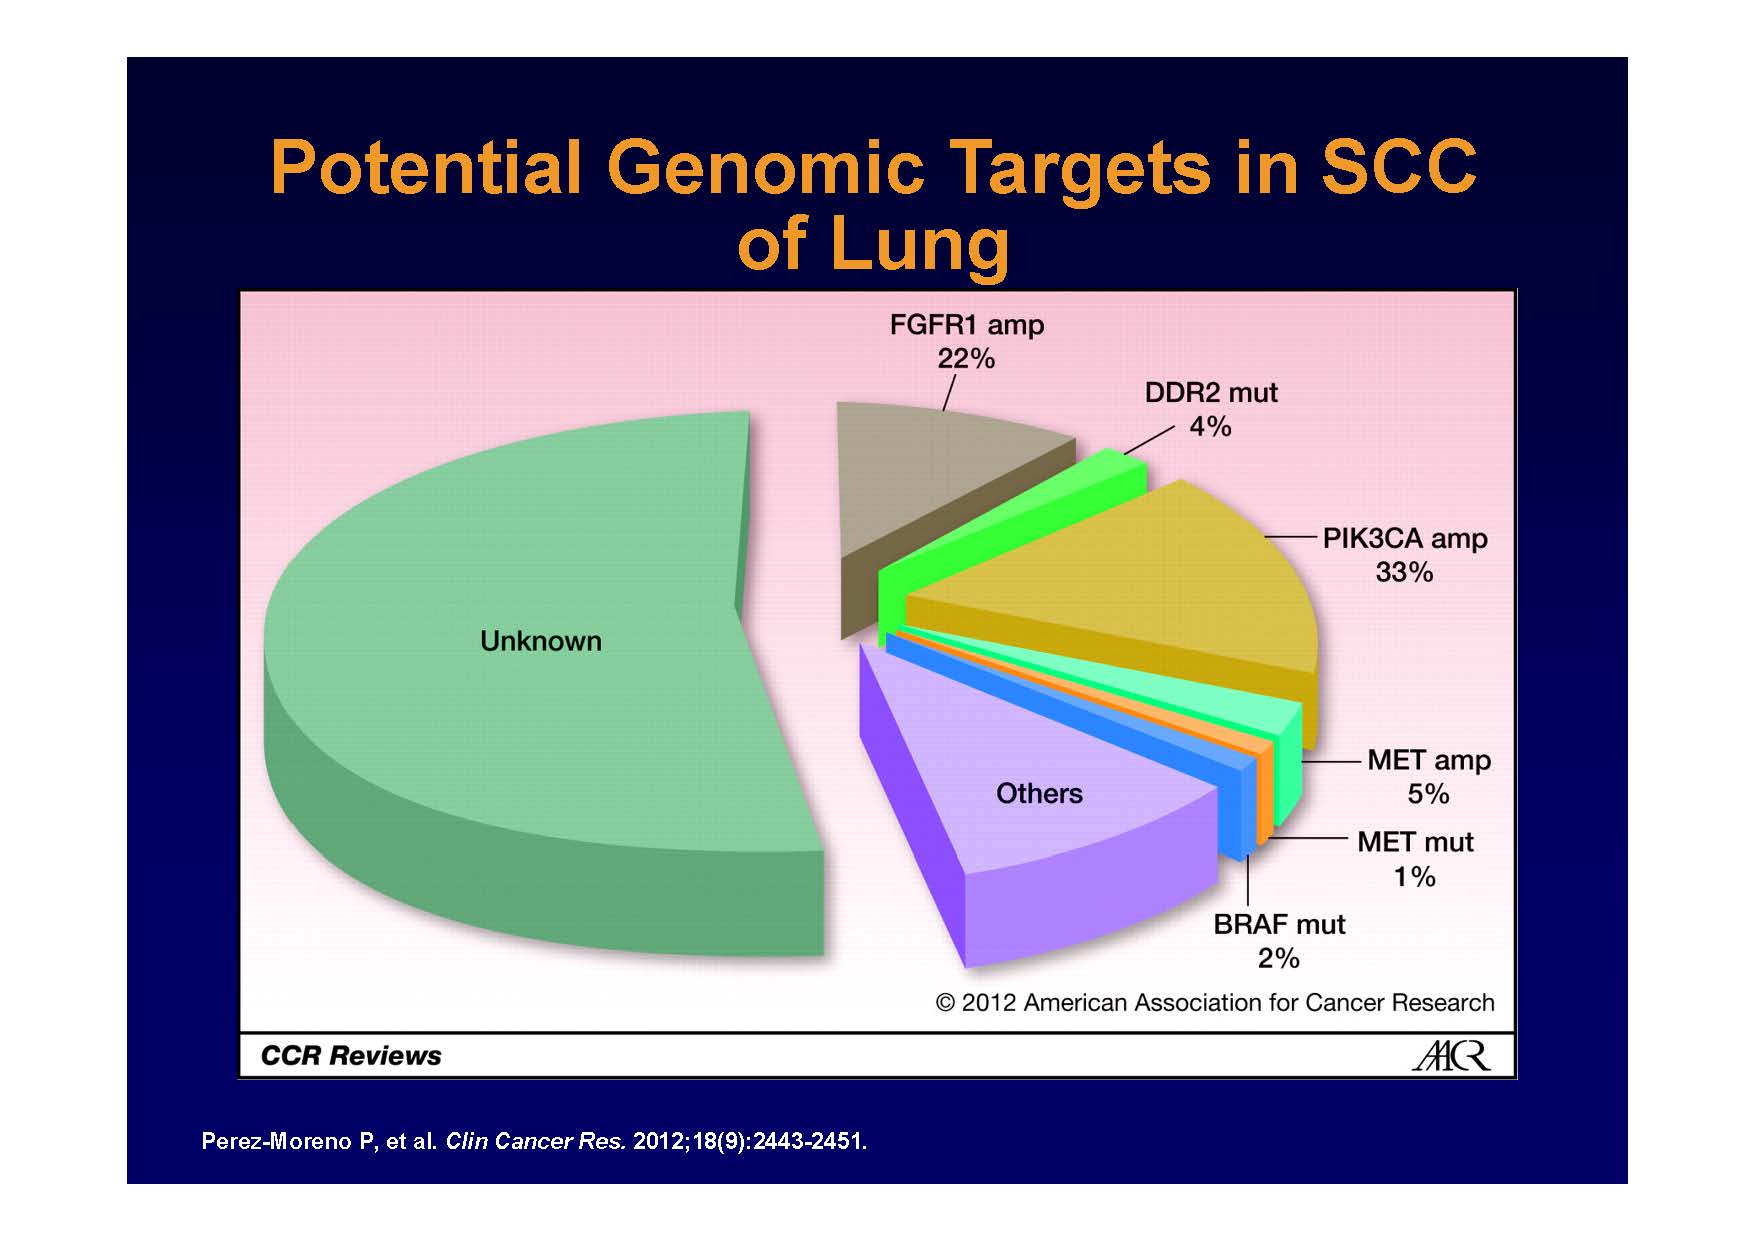 Potential Genomic Targets in SCC
of Lung
FGFR1 amp
22%
DDR2 mut
4%
PIK3CA amp
33%
Unknown
MET amp
5%
Others
MET mut
1%
BRAF mut
2%
© 2012 American Association for Cancer Research
CCR Reviews
AACR
Perez-Moreno P, et al. Clin Cancer Res. 2012;18(9):2443-2451.